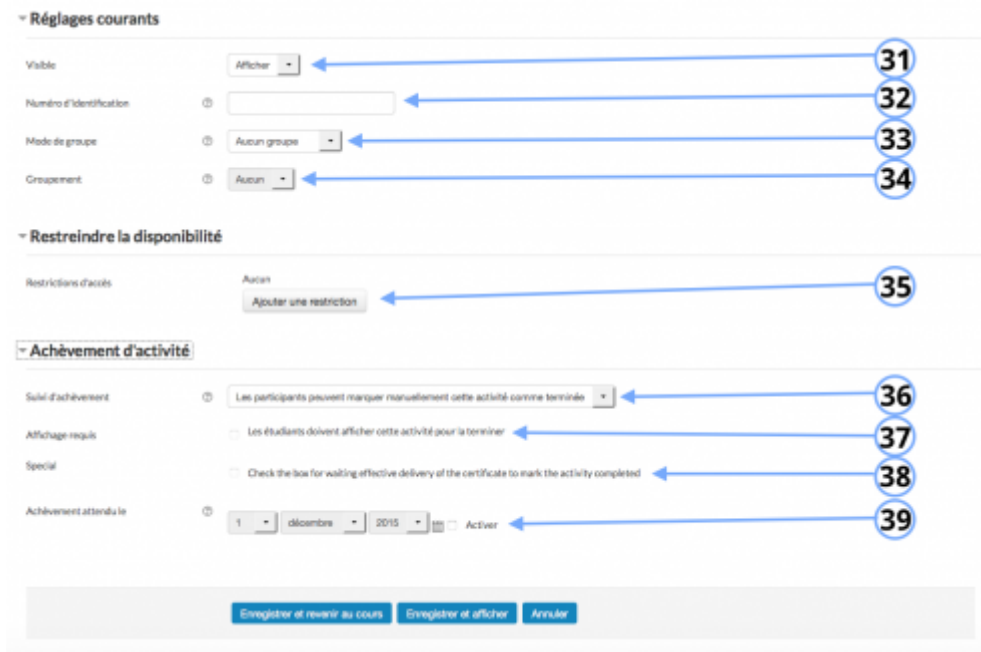 Réglages courants
Visible Afficher 31
Numéro d'identification 32
Mode de groupe Aucun groupe 33
Groupement Aucun 34
Restreindre la disponibilité
Restrictions d'accès Aucun
Ajouter une restriction 35
Achèvement d'activité
Suivi d'achèvement Les participants peuvent marquer manuellement cette activité comme terminée 36
Affichage requis Les étudiants doivent afficher cette activité pour la terminer 37
Special Check the box for waiting effective delivery of the certificate to mark the activity completed 38
Achèvement attendu le 1 décembre 2015 Activer 39
Enregistrer et revenir au cours Enregistrer et afficher Annuler